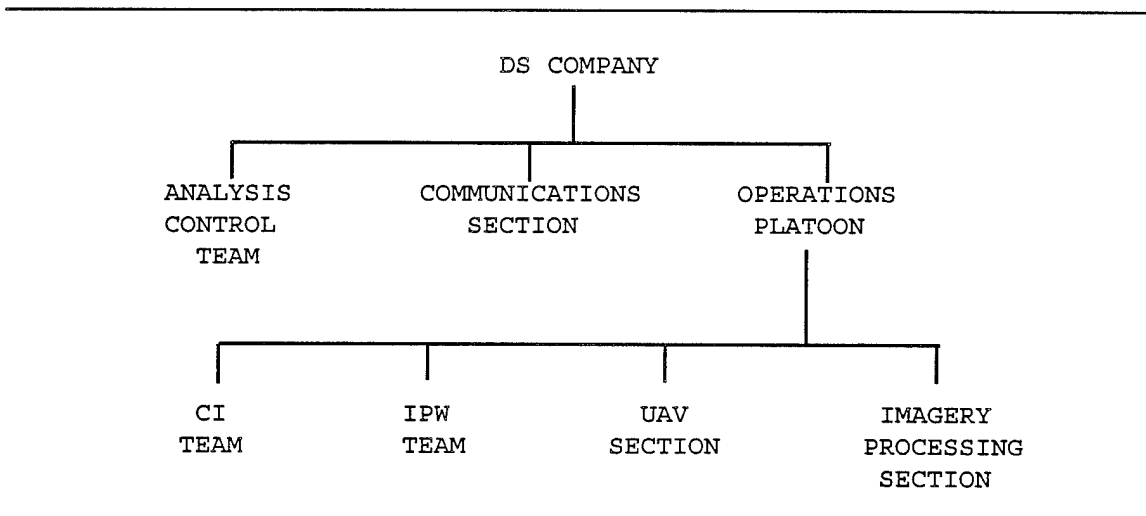 DS COMPANY
ANALYSIS
CONTROL
TEAM
COMMUNICATIONS
SECTION
OPERATIONS
PLATOON
CI
TEAM
IPW
TEAM
UAV
SECTION
IMAGERY
PROCESSING
SECTION